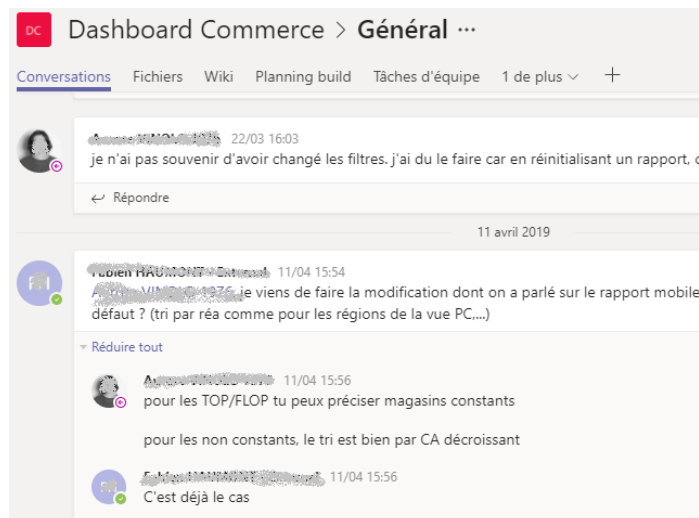 DC Dashboard Commerce > Général ...
Conversations Fichiers Wiki Planning build Tâches d'équipe 1 de plus +
22/03 16:03
je n'ai pas souvenir d'avoir changé les filtres. j'ai du le faire car en réinitialisant un rapport,
Répondre
11 avril 2019
11/04 15:54
je viens de faire la modification dont on a parlé sur le rapport mobile
défaut ? (tri par réa comme pour les régions de la vue PC,...)
Réduire tout
11/04 15:56
pour les TOP/FLOP tu peux préciser magasins constants
pour les non constants, le tri est bien par CA décroissant
11/04 15:56
C'est déjà le cas